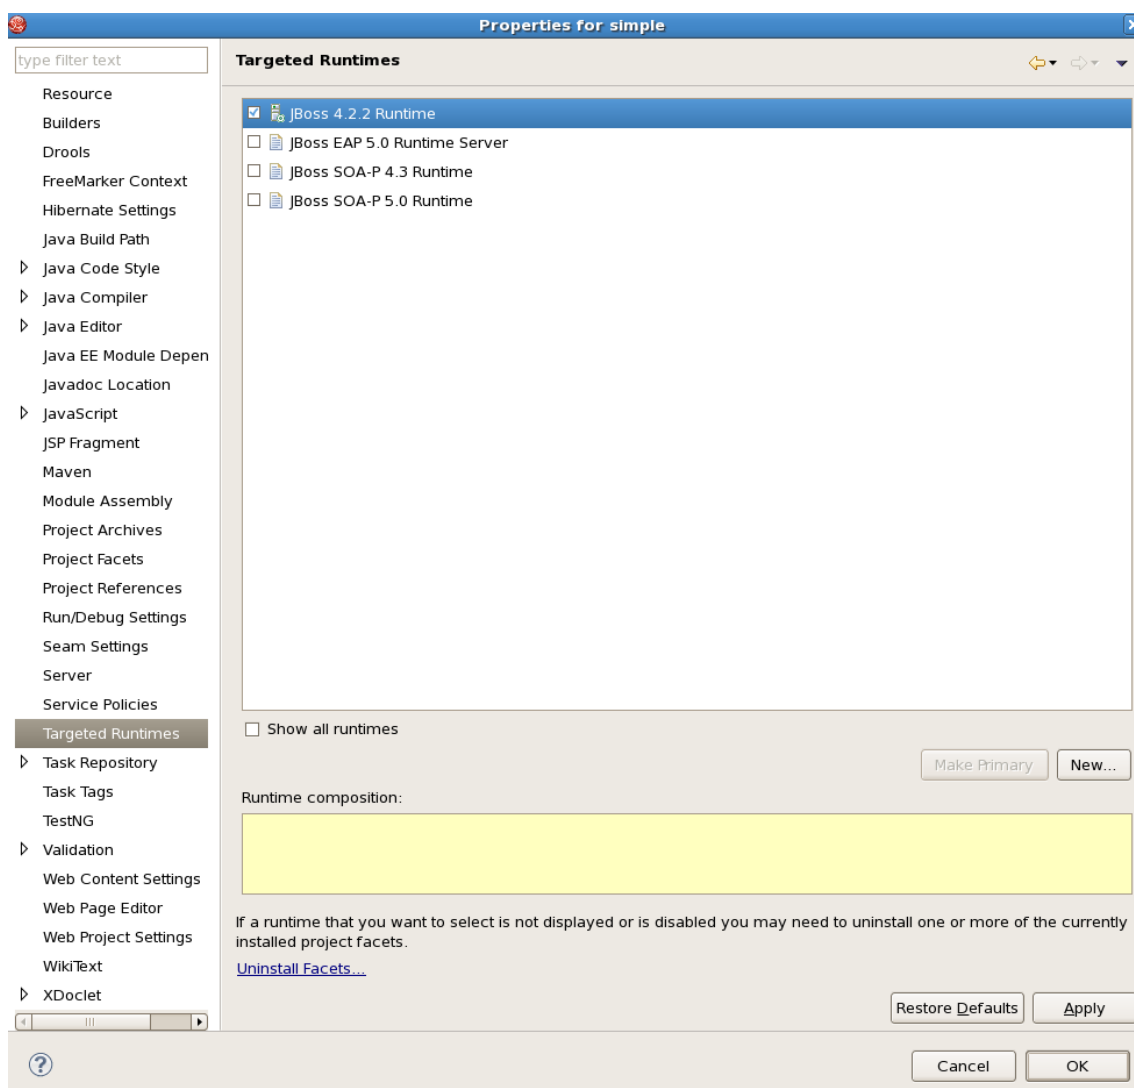 Properties for simple
type filter text
Resource
Builders
Drools
FreeMarker Context
Hibernate Settings
Java Build Path
Java Code Style
Java Compiler
Java Editor
Java EE Module Depen
Javadoc Location
JavaScript
JSP Fragment
Maven
Module Assembly
Project Archives
Project Facets
Project References
Run/Debug Settings
Seam Settings
Server
Service Policies
Targeted Runtimes
Task Repository
Task Tags
TestNG
Validation
Web Content Settings
Web Page Editor
Web Project Settings
WikiText
XDoclet
Targeted Runtimes
JBoss 4.2.2 Runtime
JBoss EAP 5.0 Runtime Server
JBoss SOA-P 4.3 Runtime
JBoss SOA-P 5.0 Runtime
Show all runtimes
Make Primary New...
Runtime composition:
If a runtime that you want to select is not displayed or is disabled you may need to uninstall one or more of the currently
installed project facets.
Uninstall Facets...
Restore Defaults Apply
Cancel OK